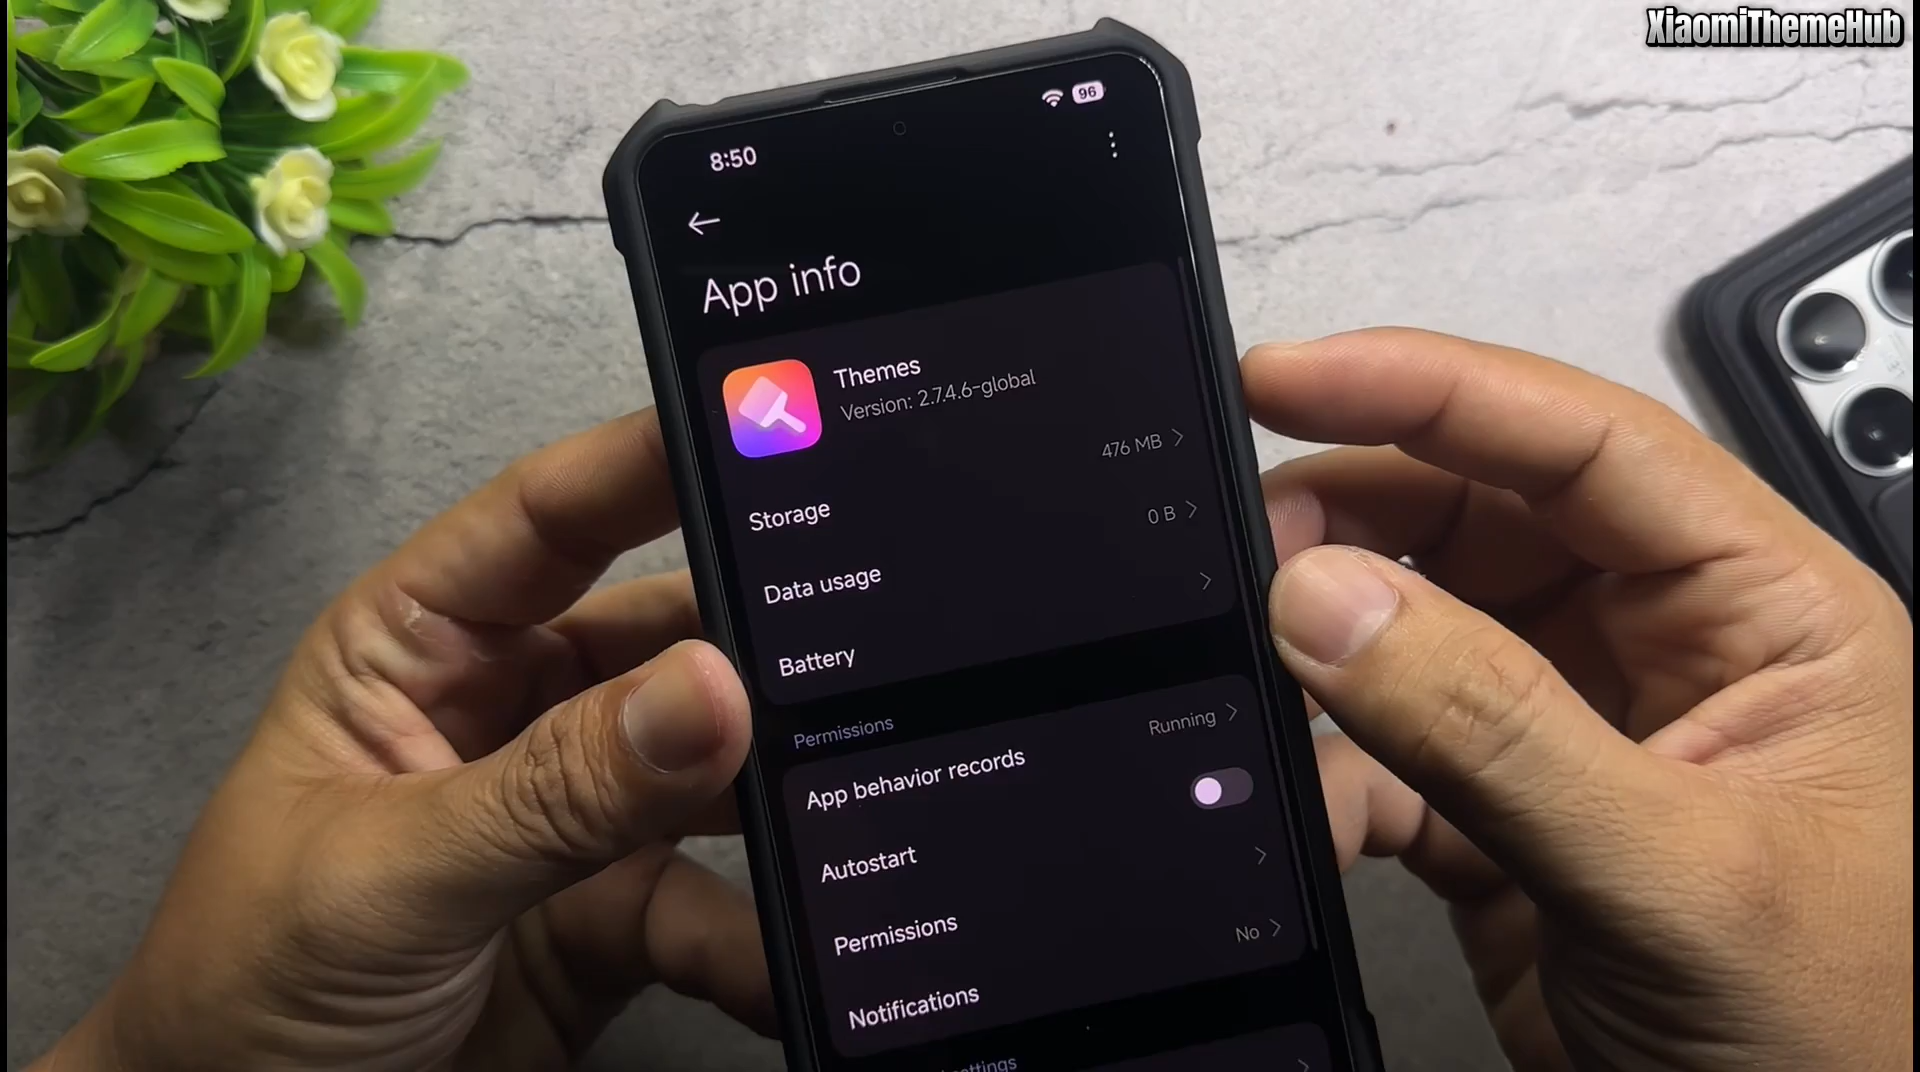 XiaomiThemeHub
96
8:50
App info
Themes
Version: 2.7.4.6-global
476 MB
Storage
0 B
Data usage
Battery
Permissions
Running
App behavior records
Autostart
Permissions
No
Notifications
settings